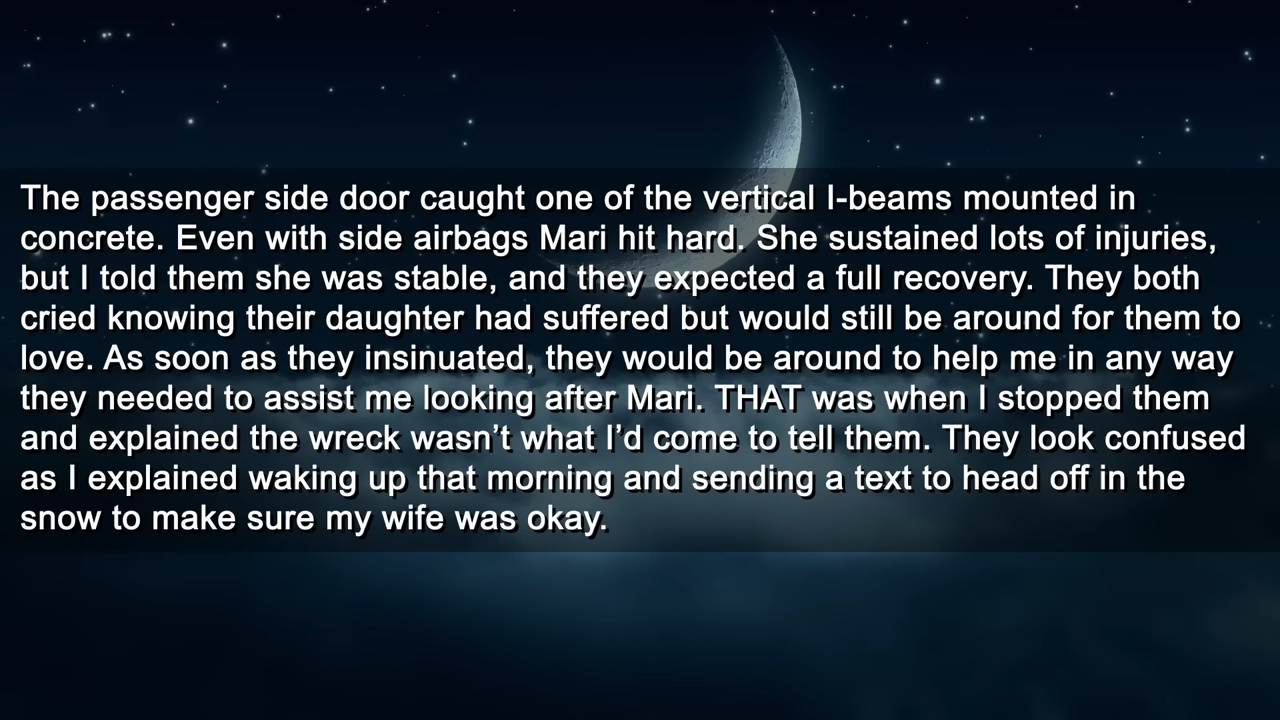 The passenger side door caught one of the vertical I-beams mounted in
concrete. Even with side airbags Mari hit hard. She sustained lots of injuries,
but I told them she was stable, and they expected a full recovery. They both
cried knowing their daughter had suffered but would still be around for them to
love. As soon as they insinuated, they would be around to help me in any way
they needed to assist me looking after Mari. THAT was when I stopped them
and explained the wreck wasn’t what I’d come to tell them. They look confused
as I explained waking up that morning and sending a text to head off in the
snow to make sure my wife was okay.